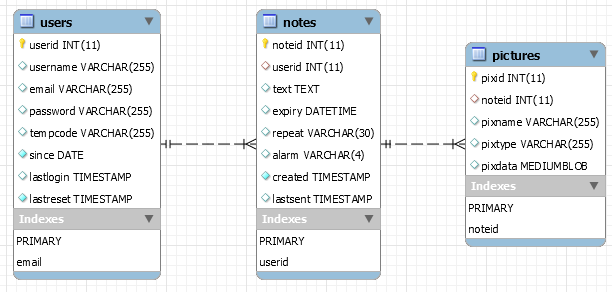 users
userid INT(11)
username VARCHAR(255)
email VARCHAR(255)
password VARCHAR(255)
tempcode VARCHAR(255)
since DATE
lastlogin TIMESTAMP
lastreset TIMESTAMP
Indexes
PRIMARY
email
notes
noteid INT(11)
userid INT(11)
text TEXT
expiry DATETIME
repeat VARCHAR(30)
alarm VARCHAR(4)
created TIMESTAMP
lastsent TIMESTAMP
Indexes
PRIMARY
userid
pictures
pixid INT(11)
noteid INT(11)
pixname VARCHAR(255)
pixtype VARCHAR(255)
pixdata MEDIUMBLOB
Indexes
PRIMARY
noteid